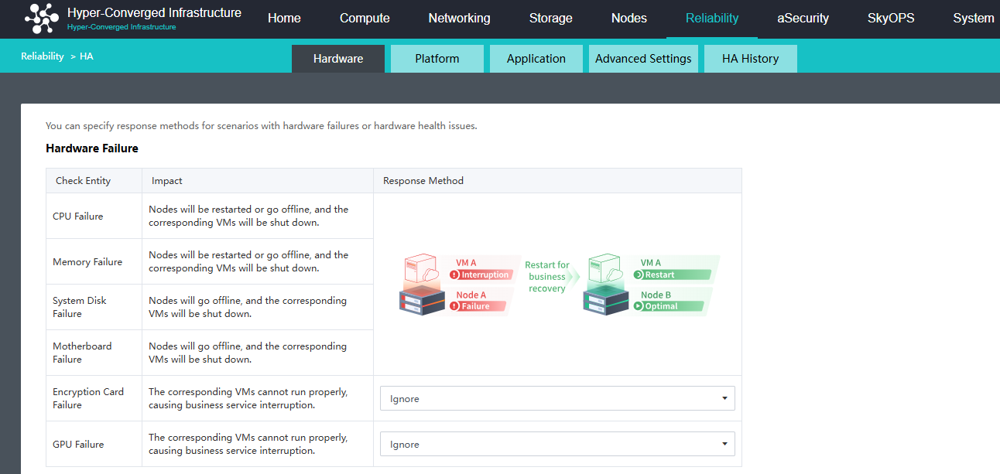 Hyper-Converged Infrastructure
Hyper-Converged Infrastructure
Home Compute Networking Storage Nodes Reliability aSecurity SkyOPS System
Reliability > HA
Hardware Platform Application Advanced Settings HA History
You can specify response methods for scenarios with hardware failures or hardware health issues.
Hardware Failure
Check Entity Impact Response Method
CPU Failure
Nodes will be restarted or go offline, and the
corresponding VMs will be shut down.
Memory Failure
Nodes will be restarted or go offline, and the
corresponding VMs will be shut down.
System Disk
Failure
Nodes will go offline, and the corresponding
VMs will be shut down.
Motherboard
Failure
Nodes will go offline, and the corresponding
VMs will be shut down.
VM A
Interruption
Node A
Failure
Restart for
business
recovery
VM A
Restart
Node B
Optimal
Encryption Card
Failure
The corresponding VMs cannot run properly,
causing business service interruption.
Ignore
GPU Failure
The corresponding VMs cannot run properly,
causing business service interruption.
Ignore